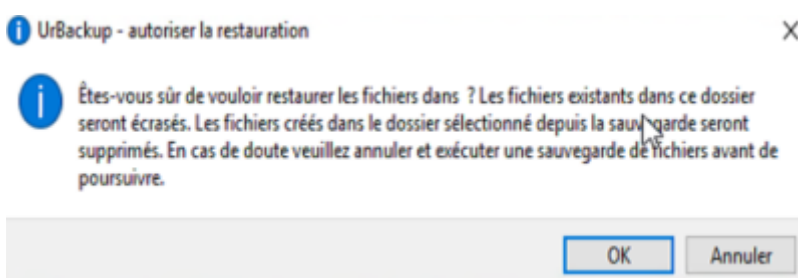 UrBackup - autoriser la restauration
Êtes-vous sûr de vouloir restaurer les fichiers dans ? Les fichiers existants dans ce dossier
seront écrasés. Les fichiers créés dans le dossier sélectionné depuis la sauvegarde seront
supprimés. En cas de doute veuillez annuler et exécuter une sauvegarde de fichiers avant de
poursuivre.
OK
Annuler